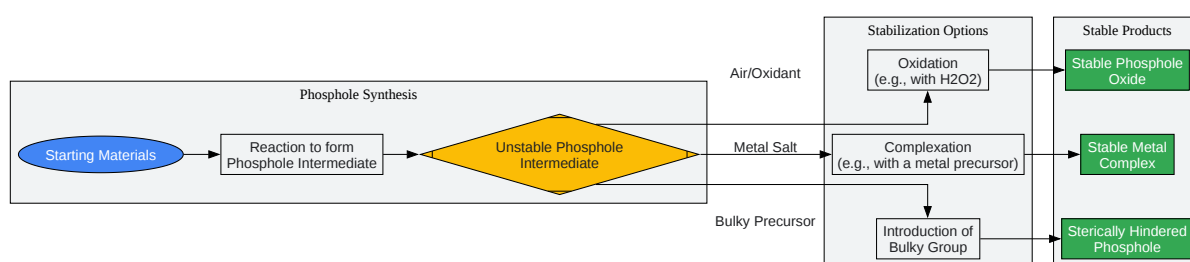 Phosphole Synthesis
Starting Materials
Reaction to form
Phosphole Intermediate
Unstable Phosphole
Intermediate
Air/Oxidant
Metal Salt
Bulky Precursor
Stabilization Options
Oxidation
(e.g., with H2O2)
Complexation
(e.g., with a metal precursor)
Introduction of
Bulky Group
Stable Products
Stable Phosphole
Oxide
Stable Metal
Complex
Sterically Hindered
Phosphole